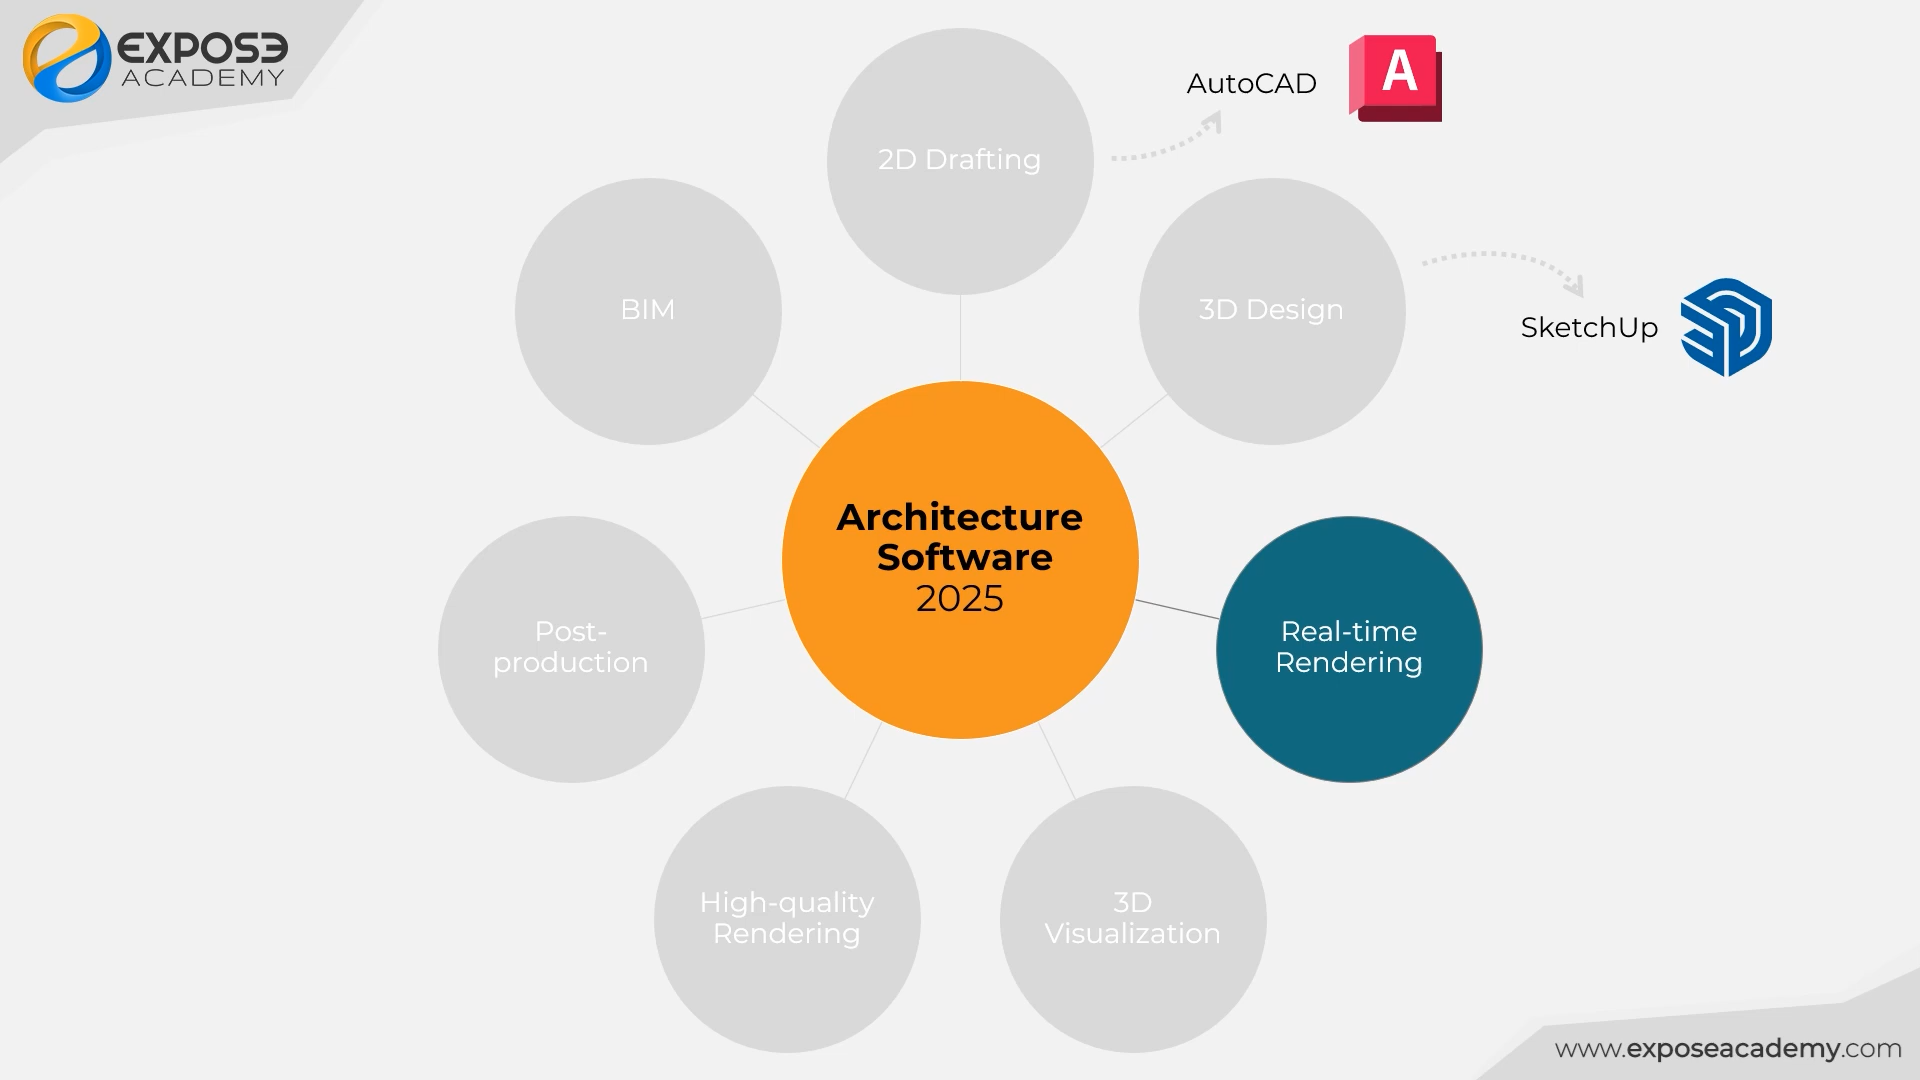 EXPOSE
ACADEMY
AutoCAD
A
2D Drafting
BIM
3D Design
SketchUp
Architecture
Software
2025
Post-
production
Real-time
Rendering
High-quality
Rendering
3D
Visualization
www.exposeacademy.com